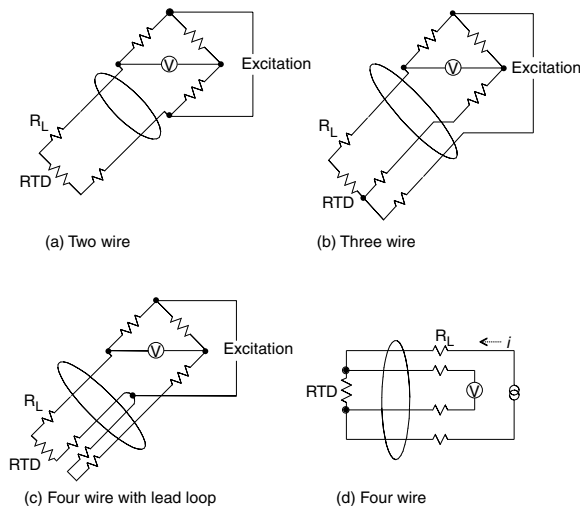 Excitation
V
R_L
RTD
(a) Two wire
Excitation
V
R_L
RTD
(b) Three wire
Excitation
V
R_L
RTD
(c) Four wire with lead loop
R_L
i
RTD
V
(d) Four wire